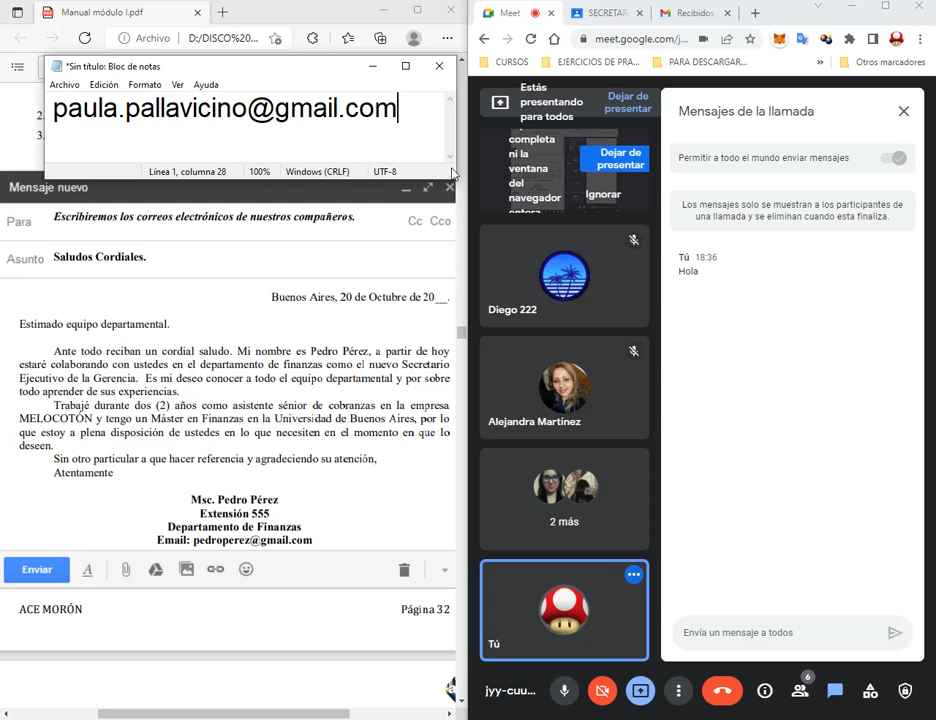 Manual módulo I.pdf
Archivo
D:/DISCO%20...
*Sin título: Bloc de notas
Archivo Edición Formato Ver Ayuda
paula.pallavicino@gmail.com
Línea 1, columna 28 100% Windows (CRLF) UTF-8
2.
3.
Mensaje nuevo
Para Escribiremos los correos electrónicos de nuestros compañeros. Cc Cco
Asunto Saludos Cordiales.
Buenos Aires, 20 de Octubre de 20__.
Estimado equipo departamental.
Ante todo reciban un cordial saludo. Mi nombre es Pedro Pérez, a partir de hoy
estaré colaborando con ustedes en el departamento de finanzas como el nuevo Secretario
Ejecutivo de la Gerencia. Es mi deseo conocer a todo el equipo departamental y por sobre
todo aprender de sus experiencias.
Trabajé durante dos (2) años como asistente sénior de cobranzas en la empresa
MELOCOTÓN y tengo un Máster en Finanzas en la Universidad de Buenos Aires, por lo
que estoy a plena disposición de ustedes en lo que necesiten en el momento en que lo
deseen.
Sin otro particular a que hacer referencia y agradeciendo su atención,
Atentamente
Msc. Pedro Pérez
Extensión 555
Departamento de Finanzas
Email: pedroperez@gmail.com
Enviar
ACE MORÓN Página 32
Meet
SECRETAR
Recibidos
meet.google.com/j...
CURSOS EJERCICIOS DE PRA... PARA DESCARGAR... » Otros marcadores
Estás
presentando
para todos
Dejar de
presentar
completa
ni la
ventana
del
navegador
entera
Dejar de
presentar
Ignorar
Diego 222
Alejandra Martínez
2 más
Tú
Mensajes de la llamada
Permitir a todo el mundo enviar mensajes
Los mensajes solo se muestran a los participantes de
una llamada y se eliminan cuando esta finaliza.
Tú 18:36
Hola
Envía un mensaje a todos
jyy-cuu...
6